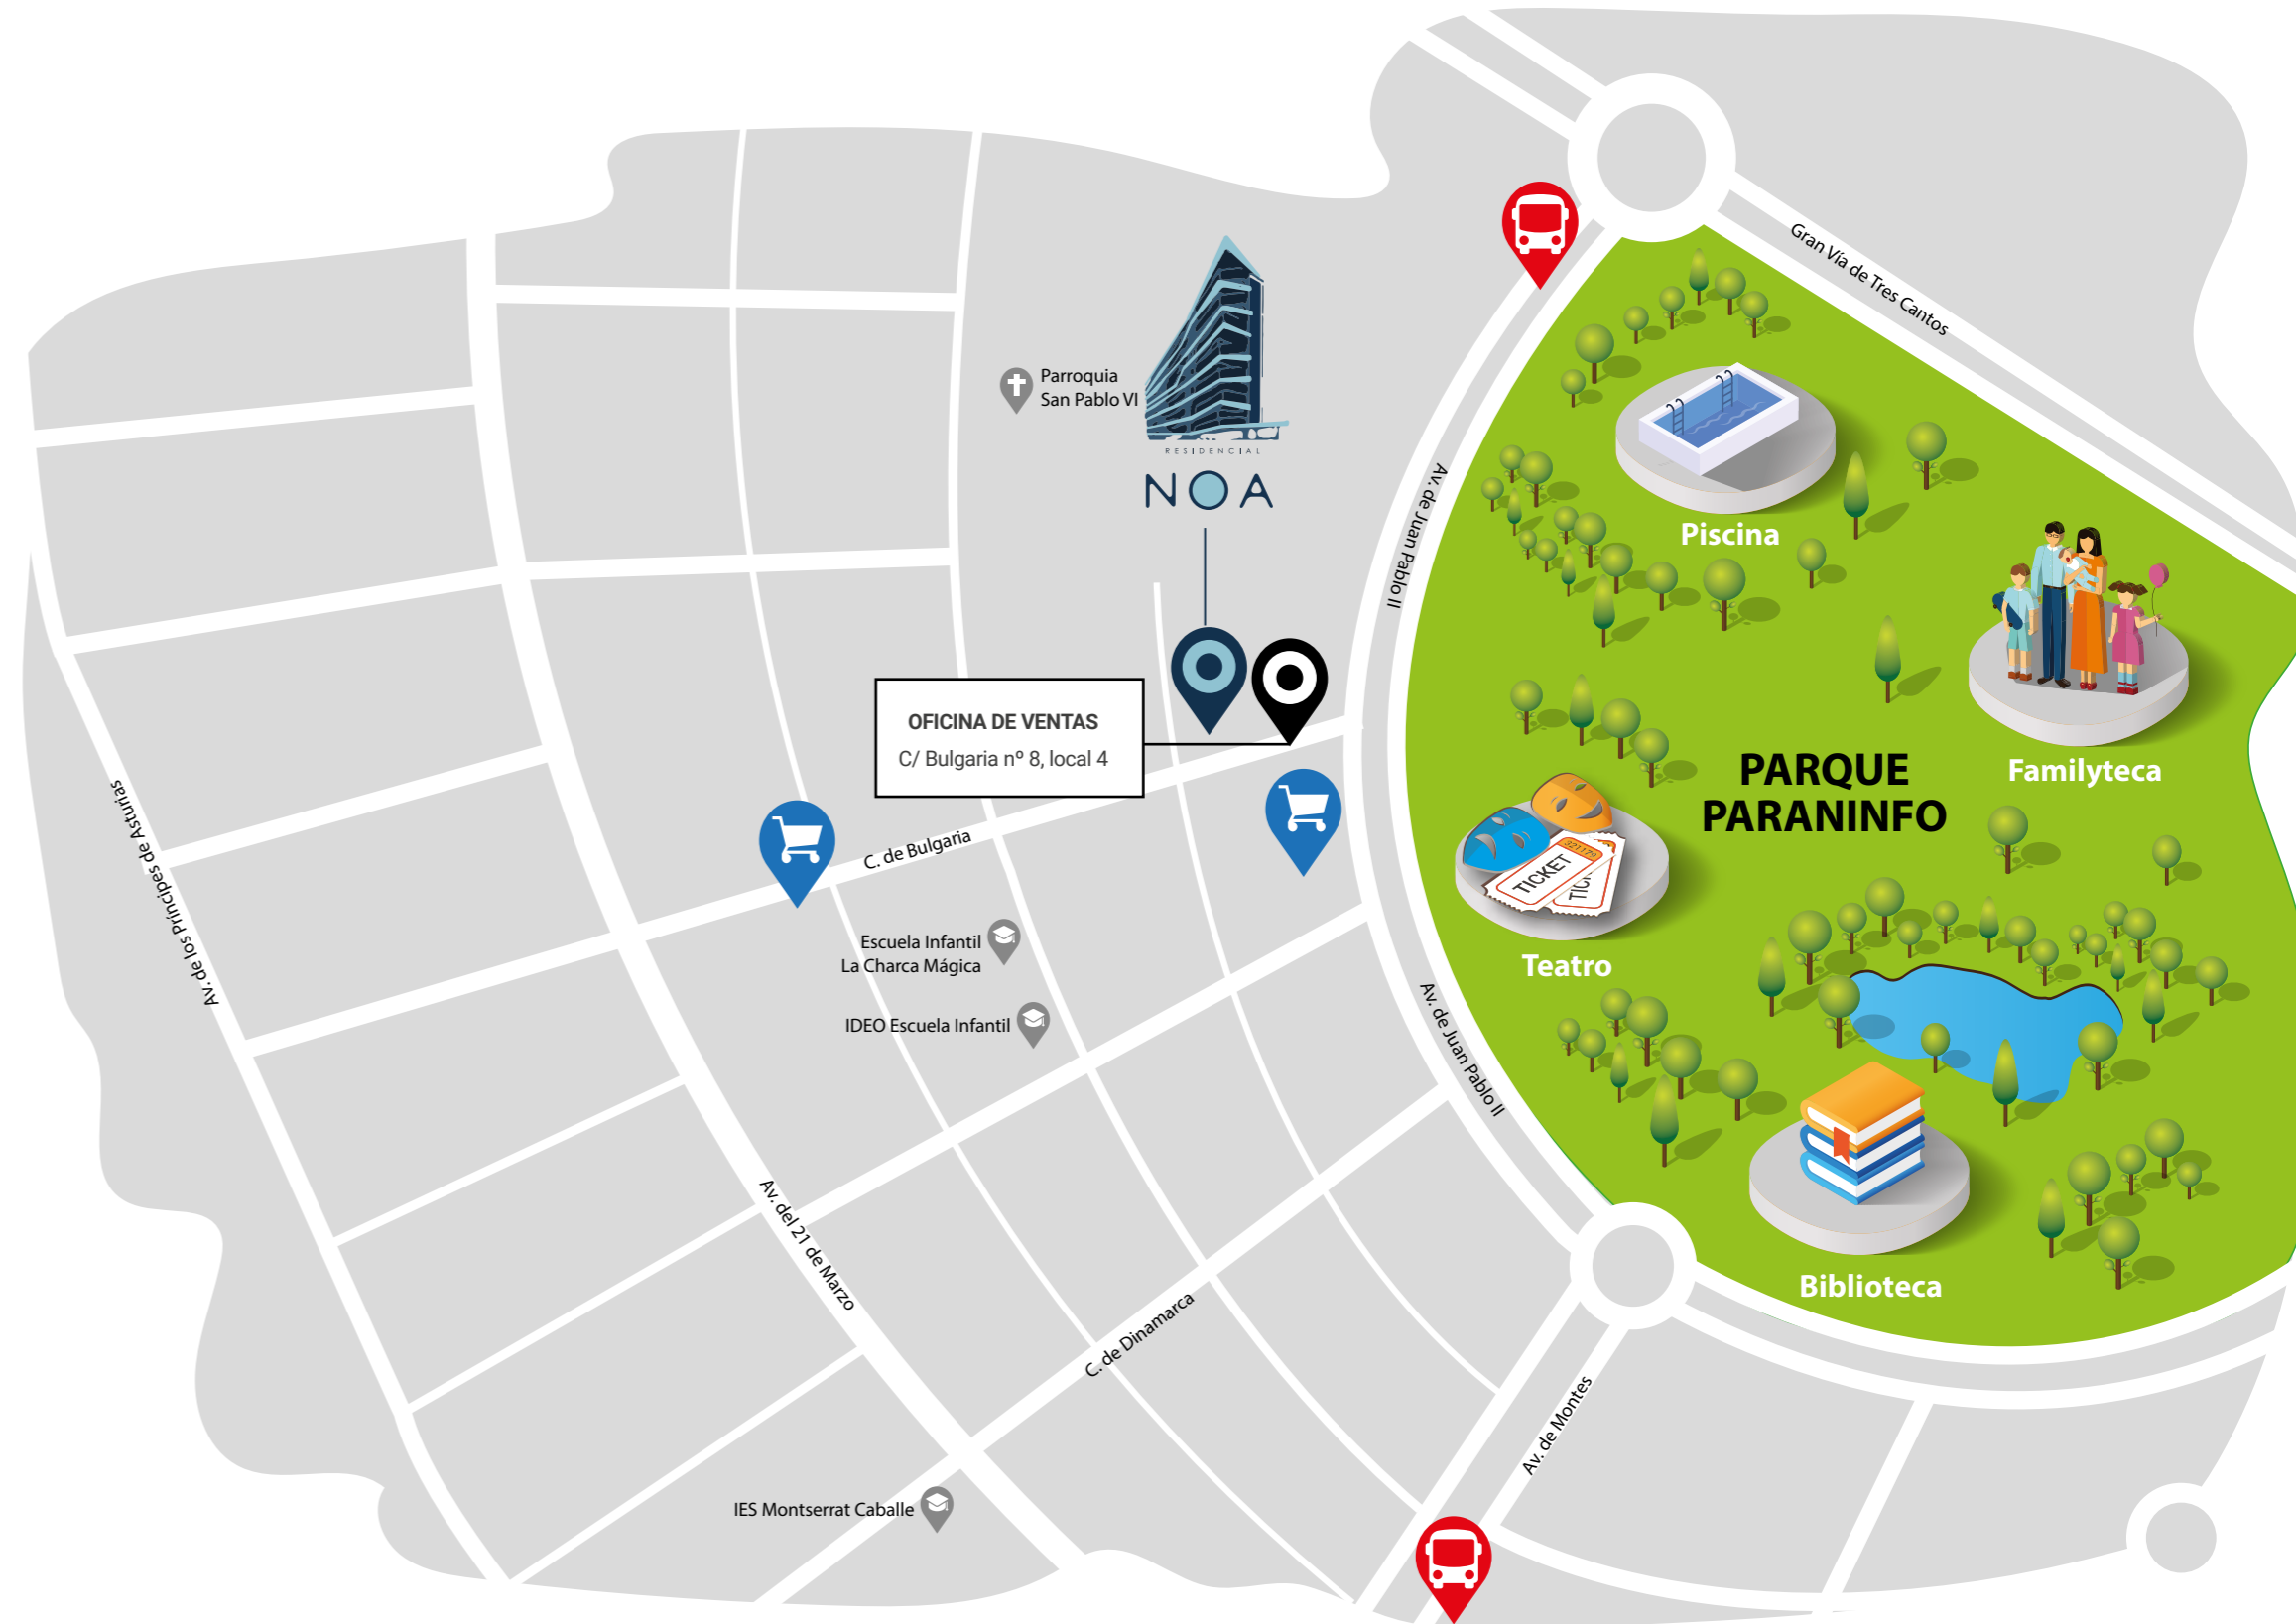 Gran Vía de Tres Cantos
Parroquia
San Pablo VI
RESIDENCIAL
NOA
Av. de Juan Pablo II
Piscina
OFICINA DE VENTAS
C/ Bulgaria nº 8, local 4
PARQUE
PARANINFO
Familyteca
Av. de los Príncipes de Asturias
C. de Bulgaria
321179
TICKET
TIC
Teatro
Escuela Infantil
La Charca Mágica
IDEO Escuela Infantil
Av. de Juan Pablo II
Av. del 21 de Marzo
Biblioteca
C. de Dinamarca
Av. de Montes
IES Montserrat Caballe